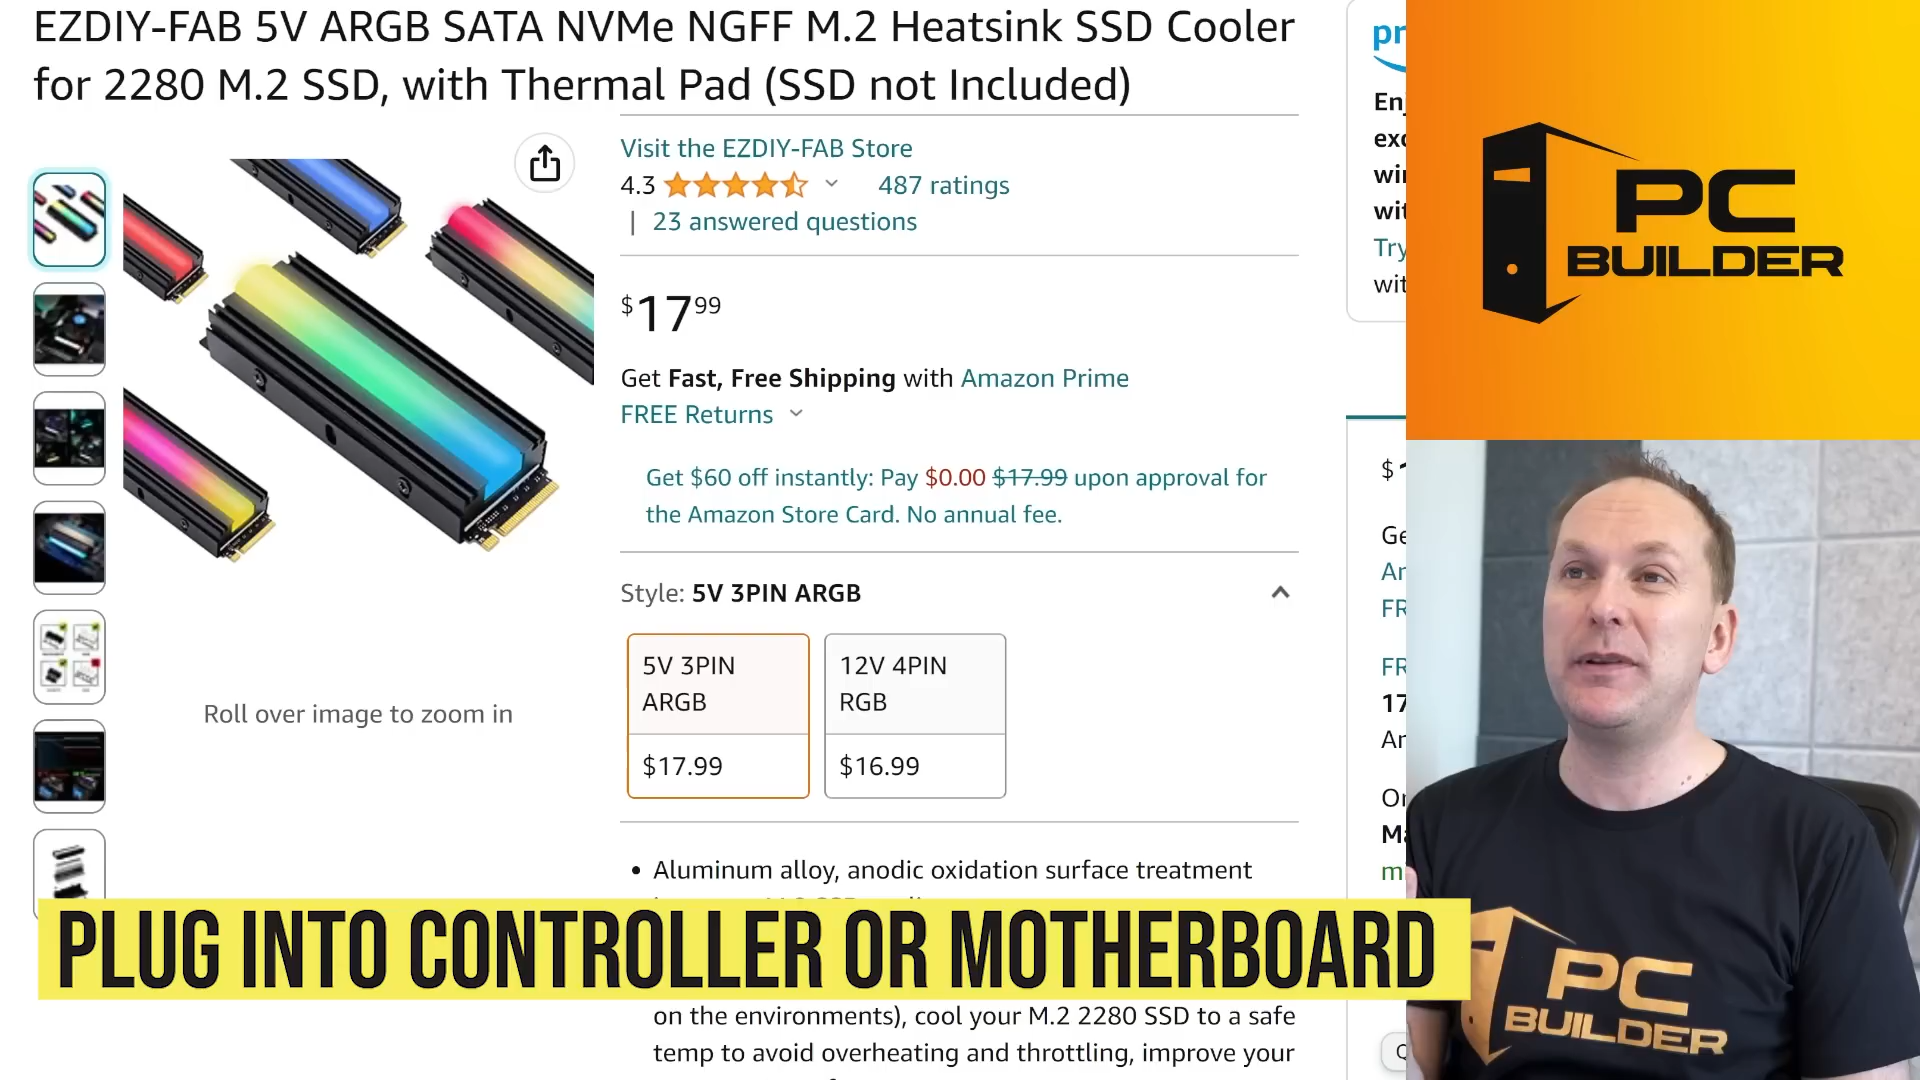 EZDIY-FAB 5V ARGB SATA NVMe NGFF M.2 Heatsink SSD Cooler
for 2280 M.2 SSD, with Thermal Pad (SSD not Included)
Visit the EZDIY-FAB Store
4.3
487 ratings
| 23 answered questions
$17 99
Get Fast, Free Shipping with Amazon Prime
FREE Returns
Get $60 off instantly: Pay $0.00 $17.99 upon approval for
the Amazon Store Card. No annual fee.
Style: 5V 3PIN ARGB
5V 3PIN
ARGB
$17.99
12V 4PIN
RGB
$16.99
Roll over image to zoom in
• Aluminum alloy, anodic oxidation surface treatment
PLUG INTO CONTROLLER OR MOTHERBOARD
on the environments), cool your M.2 2280 SSD to a safe
temp to avoid overheating and throttling, improve your
PC
BUILDER
PC
BUILDER